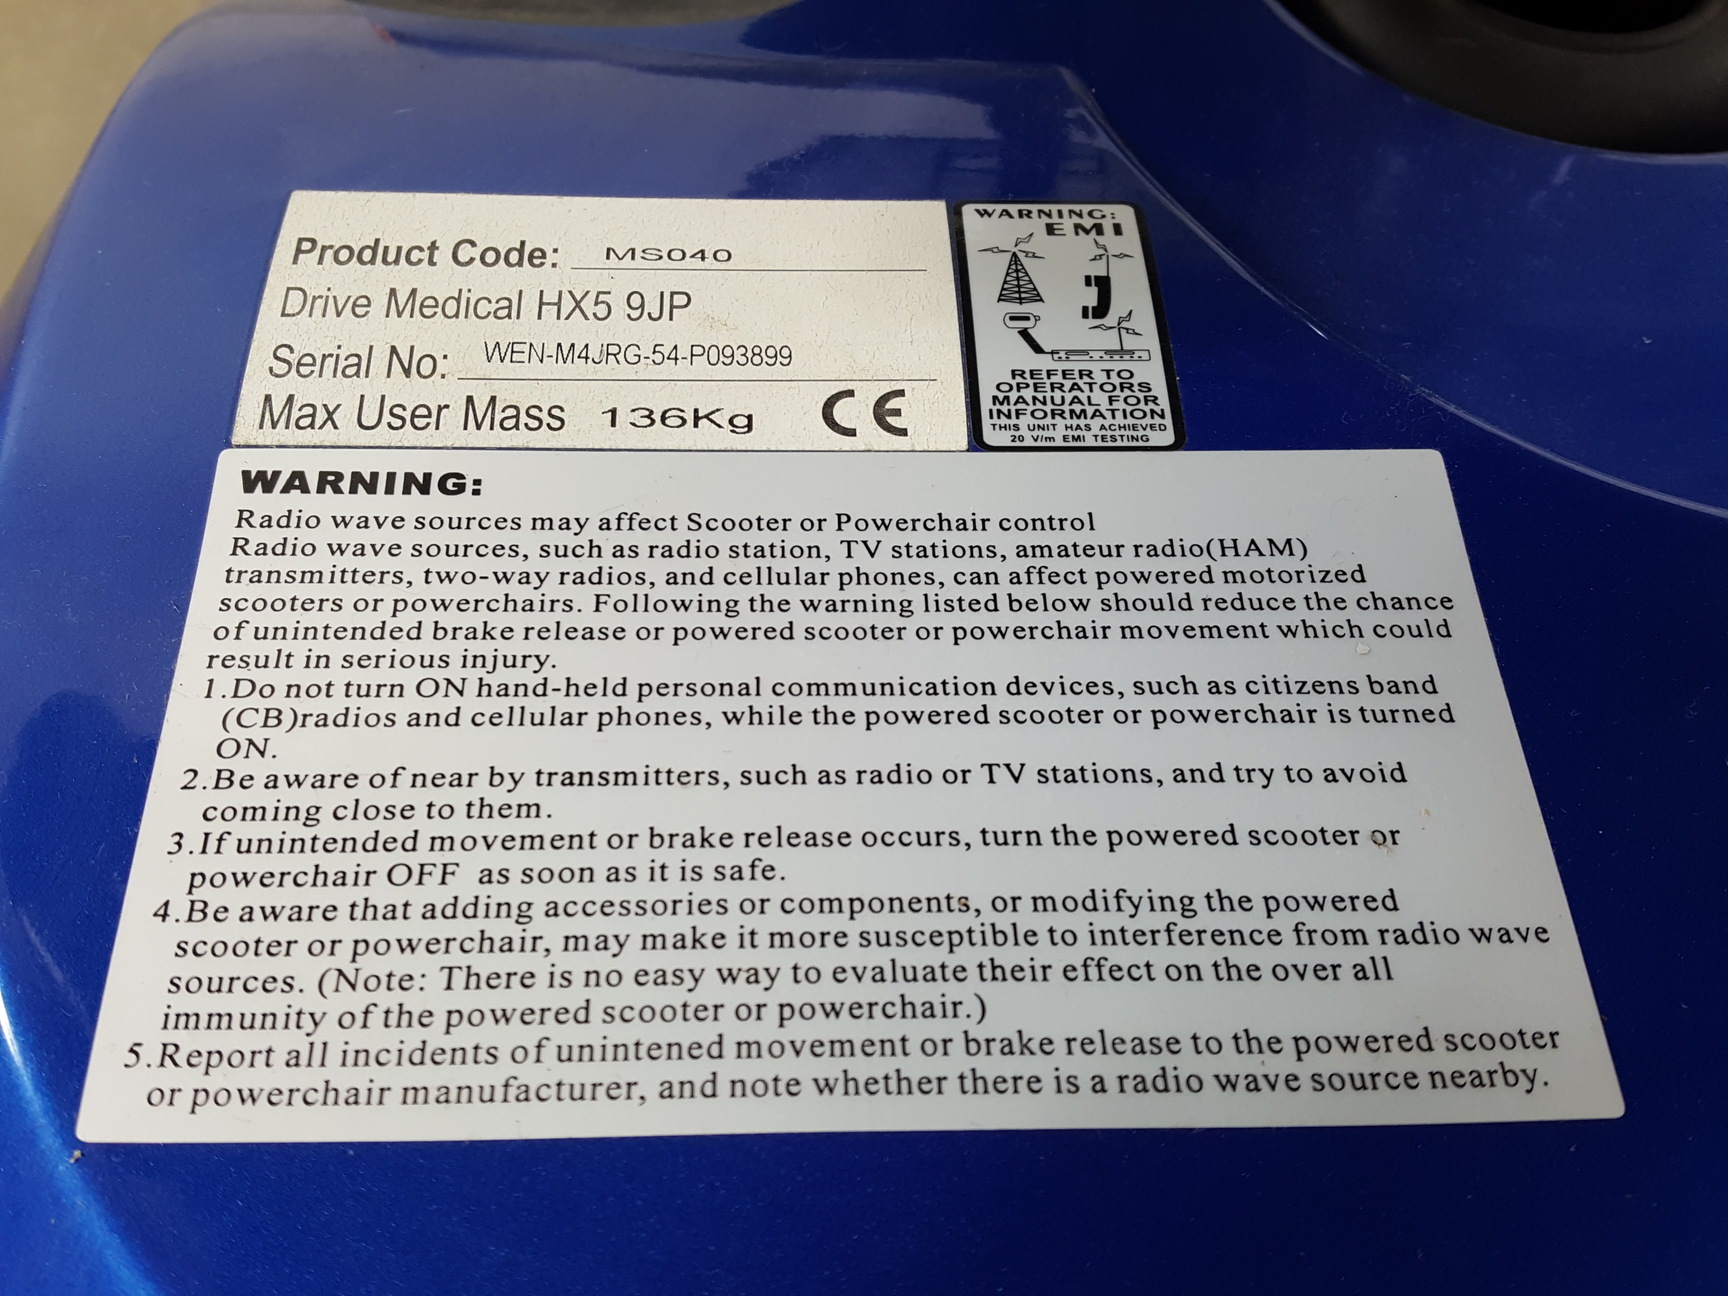 Product Code: MS040
Drive Medical HX5 9JP
Serial No: WEN-M4JRG-54-P093899
Max User Mass 136Kg CE
WARNING:
EMI
REFER TO
OPERATORS
MANUAL FOR
INFORMATION
THIS UNIT HAS ACHIEVED
20 V/m EMI TESTING
WARNING:
Radio wave sources may affect Scooter or Powerchair control
Radio wave sources, such as radio station, TV stations, amateur radio(HAM)
transmitters, two-way radios, and cellular phones, can affect powered motorized
scooters or powerchairs. Following the warning listed below should reduce the chance
of unintended brake release or powered scooter or powerchair movement which could
result in serious injury.
1.Do not turn ON hand-held personal communication devices, such as citizens band
(CB)radios and cellular phones, while the powered scooter or powerchair is turned
ON.
2.Be aware of near by transmitters, such as radio or TV stations, and try to avoid
coming close to them.
3.If unintended movement or brake release occurs, turn the powered scooter or
powerchair OFF as soon as it is safe.
4.Be aware that adding accessories or components, or modifying the powered
scooter or powerchair, may make it more susceptible to interference from radio wave
sources. (Note: There is no easy way to evaluate their effect on the over all
immunity of the powered scooter or powerchair.)
5.Report all incidents of unintened movement or brake release to the powered scooter
or powerchair manufacturer, and note whether there is a radio wave source nearby.